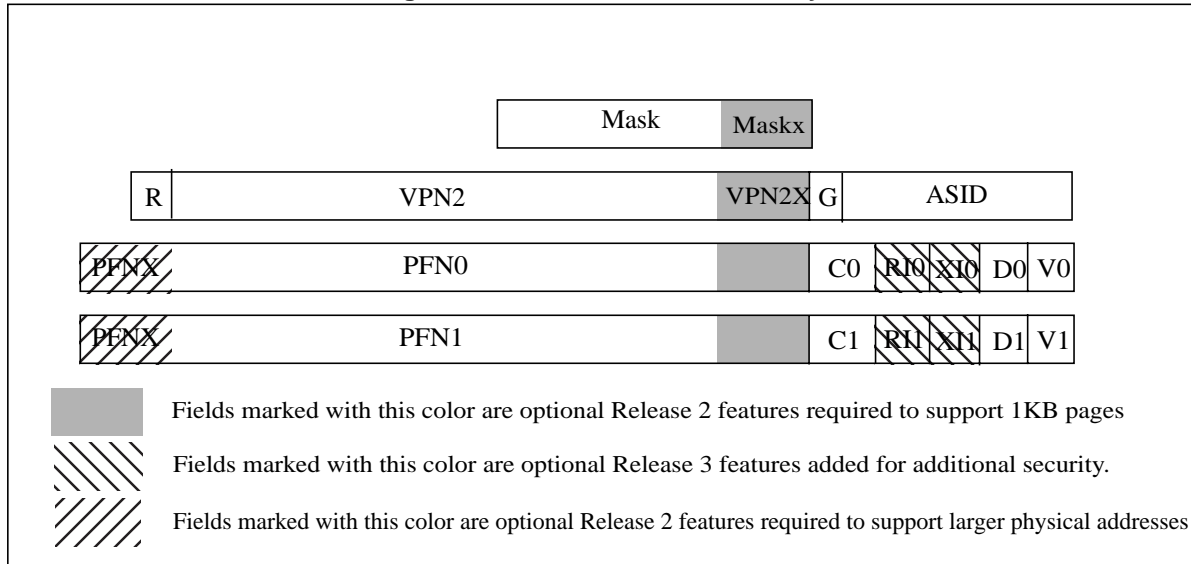 Mask Maskx
R VPN2 VPN2X G ASID
PFNX PFN0 C0 RI0 XI0 D0 V0
PFNX PFN1 C1 RI1 XI1 D1 V1
Fields marked with this color are optional Release 2 features required to support 1KB pages
Fields marked with this color are optional Release 3 features added for additional security.
Fields marked with this color are optional Release 2 features required to support larger physical addresses